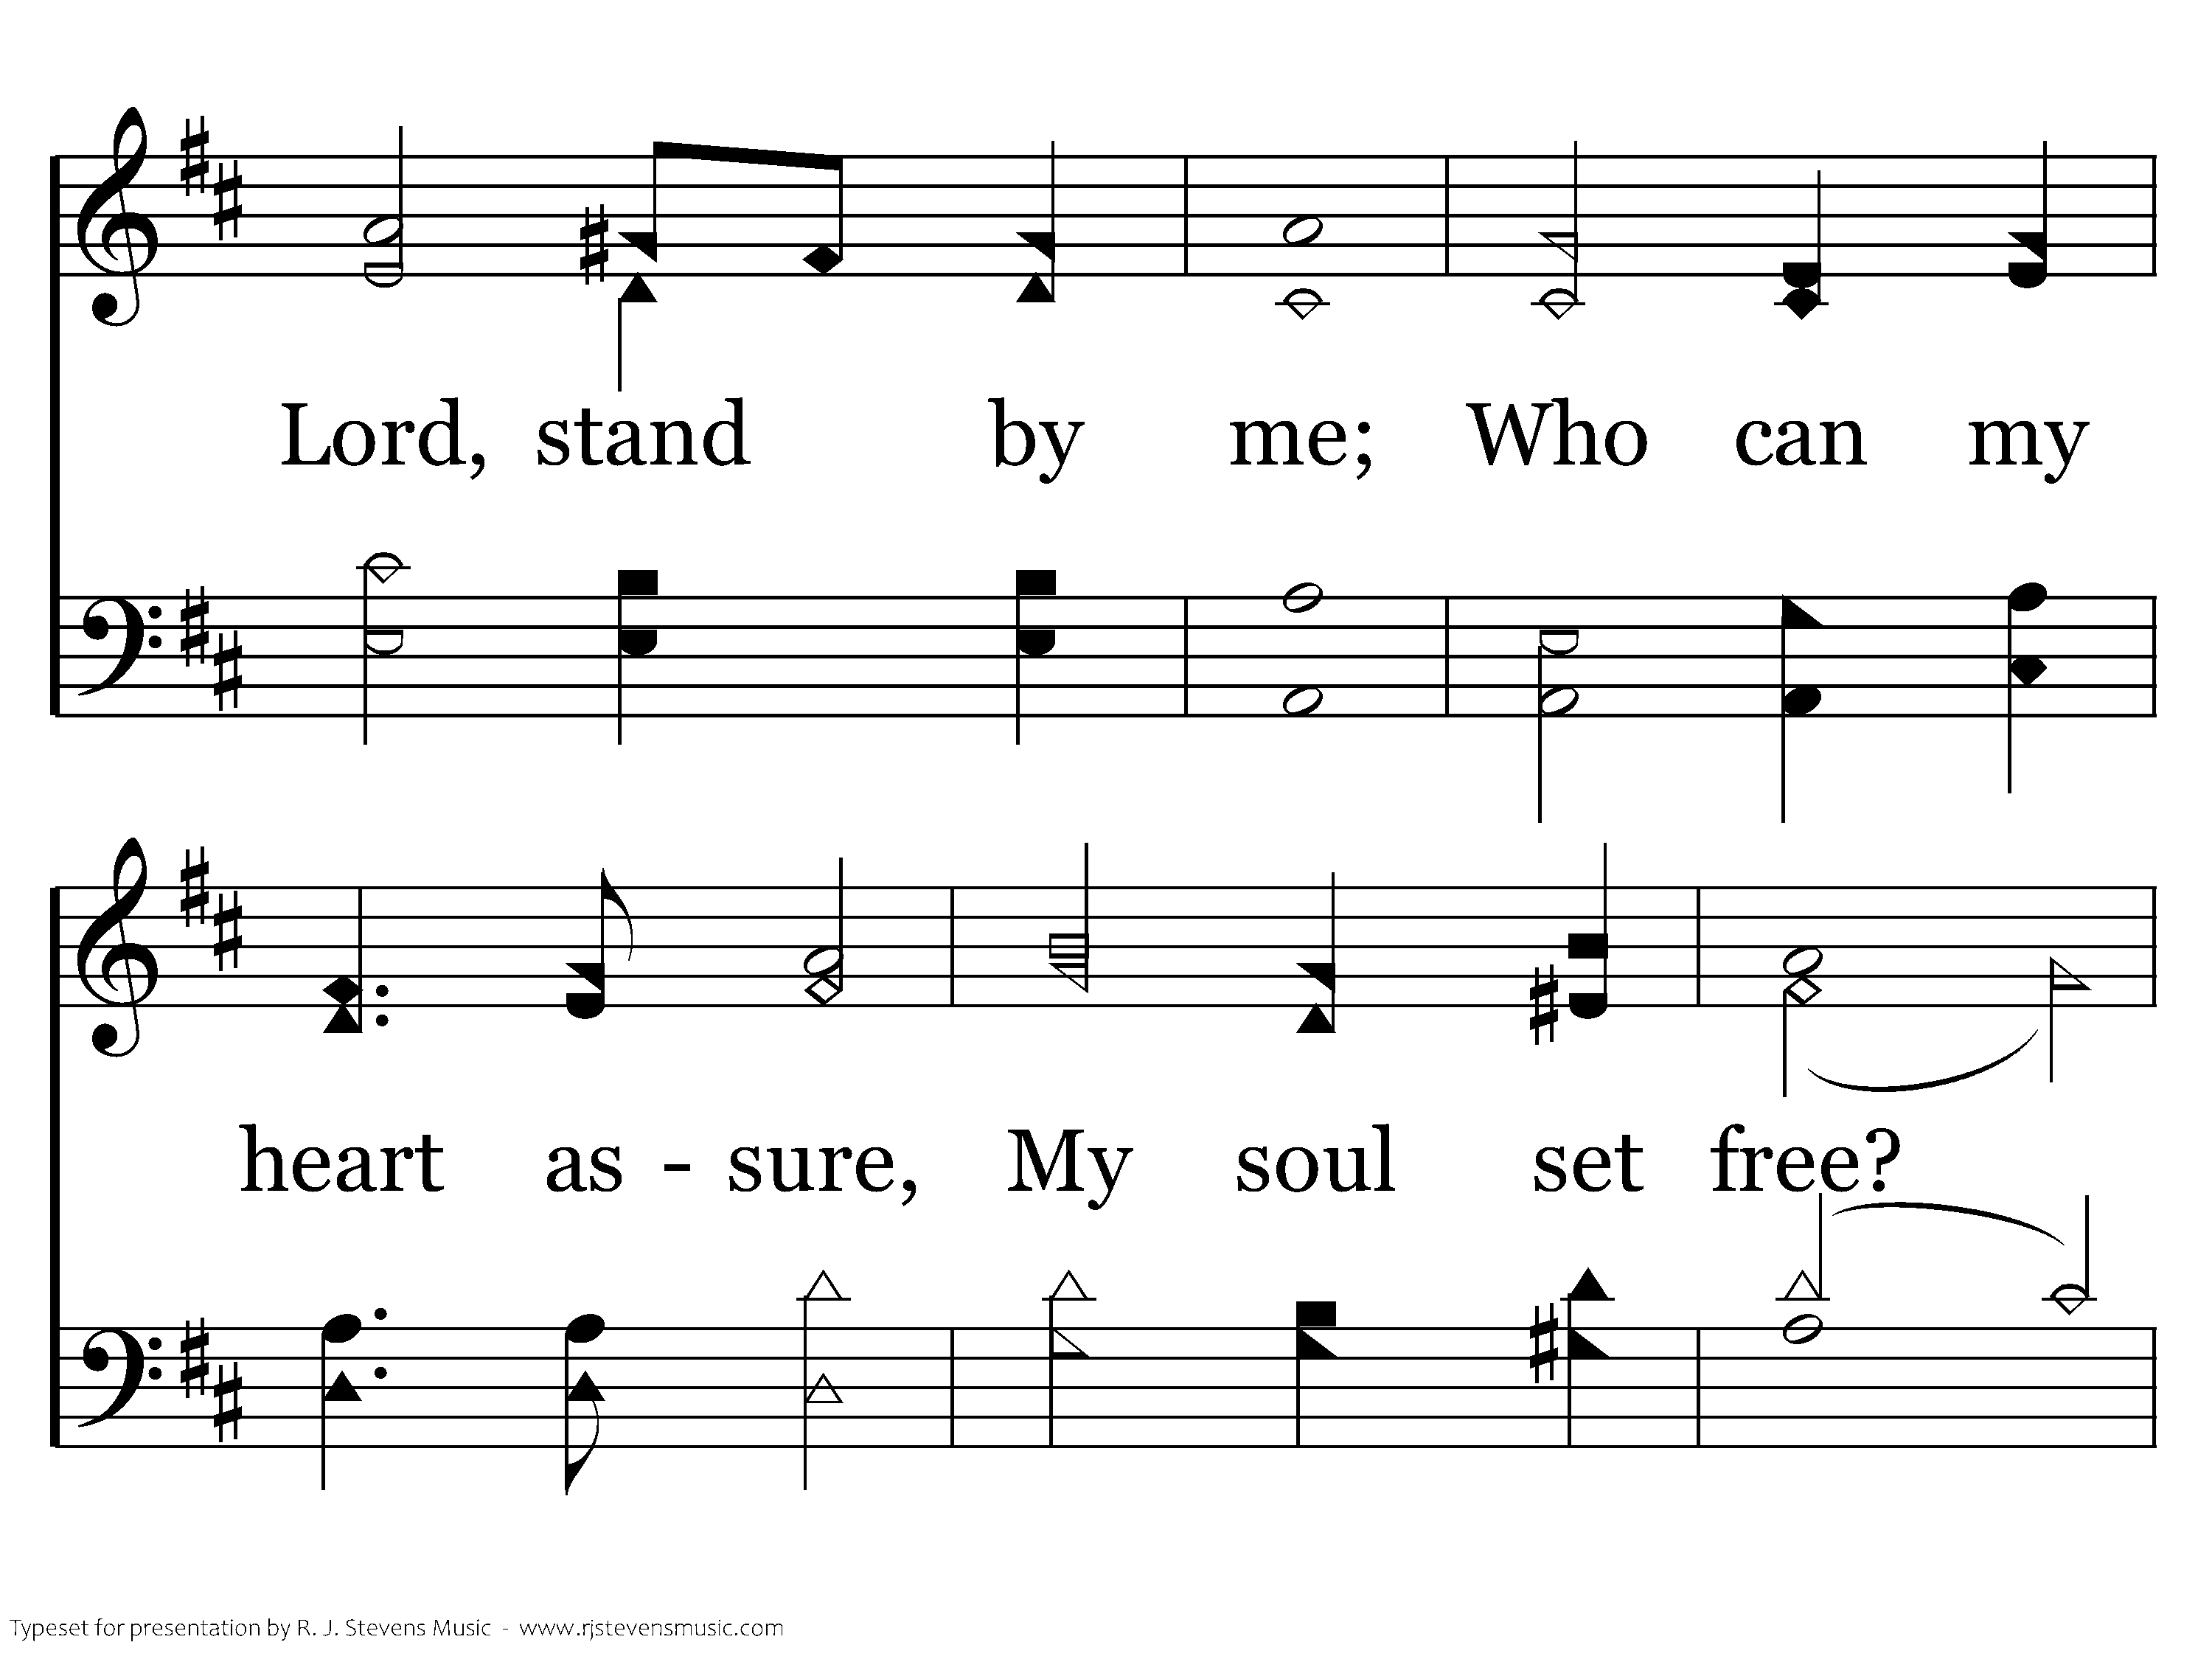 Lord, stand by me; Who can my
heart as - sure, My soul set free?
Typeset for presentation by R. J. Stevens Music - www.rjstevensmusic.com